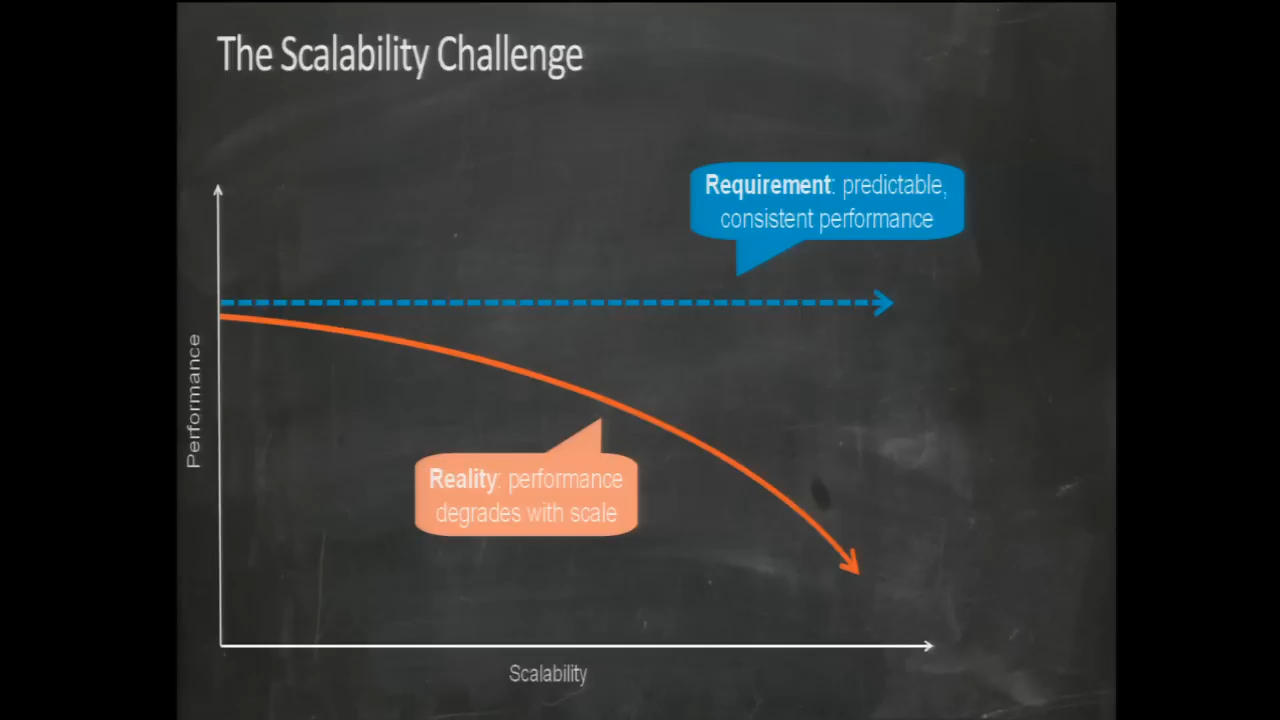 The Scalability Challenge
Requirement: predictable,
consistent performance
Performance
Reality: performance
degrades with scale
Scalability